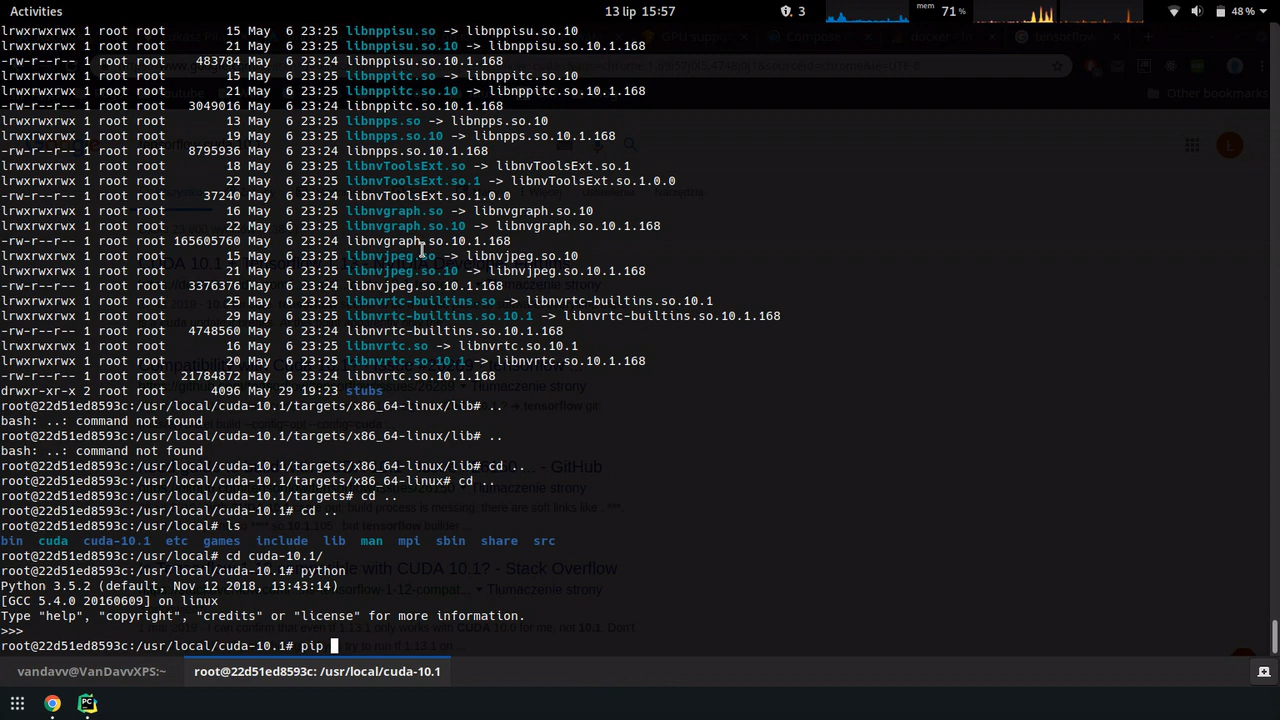 Activities
13 lip 15:57
3
mem 71 %
48 %
lrwxrwxrwx 1 root root 15 May 6 23:25 libnppisu.so -> libnppisu.so.10
lrwxrwxrwx 1 root root 21 May 6 23:25 libnppisu.so.10 -> libnppisu.so.10.1.168
-rw-r--r-- 1 root root 483784 May 6 23:24 libnppisu.so.10.1.168
lrwxrwxrwx 1 root root 15 May 6 23:25 libnppitc.so -> libnppitc.so.10
lrwxrwxrwx 1 root root 21 May 6 23:25 libnppitc.so.10 -> libnppitc.so.10.1.168
-rw-r--r-- 1 root root 3049016 May 6 23:24 libnppitc.so.10.1.168
lrwxrwxrwx 1 root root 13 May 6 23:25 libnpps.so -> libnpps.so.10
lrwxrwxrwx 1 root root 19 May 6 23:25 libnpps.so.10 -> libnpps.so.10.1.168
-rw-r--r-- 1 root root 8795936 May 6 23:24 libnpps.so.10.1.168
lrwxrwxrwx 1 root root 18 May 6 23:25 libnvToolsExt.so -> libnvToolsExt.so.1
lrwxrwxrwx 1 root root 22 May 6 23:25 libnvToolsExt.so.1 -> libnvToolsExt.so.1.0.0
-rw-r--r-- 1 root root 37240 May 6 23:24 libnvToolsExt.so.1.0.0
lrwxrwxrwx 1 root root 16 May 6 23:25 libnvgraph.so -> libnvgraph.so.10
lrwxrwxrwx 1 root root 22 May 6 23:25 libnvgraph.so.10 -> libnvgraph.so.10.1.168
-rw-r--r-- 1 root root 165605760 May 6 23:24 libnvgraph.so.10.1.168
lrwxrwxrwx 1 root root 15 May 6 23:25 libnvjpeg.so -> libnvjpeg.so.10
lrwxrwxrwx 1 root root 21 May 6 23:25 libnvjpeg.so.10 -> libnvjpeg.so.10.1.168
-rw-r--r-- 1 root root 3376376 May 6 23:24 libnvjpeg.so.10.1.168
lrwxrwxrwx 1 root root 25 May 6 23:25 libnvrtc-builtins.so -> libnvrtc-builtins.so.10.1
lrwxrwxrwx 1 root root 29 May 6 23:25 libnvrtc-builtins.so.10.1 -> libnvrtc-builtins.so.10.1.168
-rw-r--r-- 1 root root 4748560 May 6 23:24 libnvrtc-builtins.so.10.1.168
lrwxrwxrwx 1 root root 16 May 6 23:25 libnvrtc.so -> libnvrtc.so.10.1
lrwxrwxrwx 1 root root 20 May 6 23:25 libnvrtc.so.10.1 -> libnvrtc.so.10.1.168
-rw-r--r-- 1 root root 21784872 May 6 23:24 libnvrtc.so.10.1.168
drwxr-xr-x 2 root root 4096 May 29 19:23 stubs
root@22d51ed8593c:/usr/local/cuda-10.1/targets/x86_64-linux/lib# ..
bash: ..: command not found
root@22d51ed8593c:/usr/local/cuda-10.1/targets/x86_64-linux/lib# ..
bash: ..: command not found
root@22d51ed8593c:/usr/local/cuda-10.1/targets/x86_64-linux/lib# cd ..
root@22d51ed8593c:/usr/local/cuda-10.1/targets/x86_64-linux# cd ..
root@22d51ed8593c:/usr/local/cuda-10.1/targets# cd ..
root@22d51ed8593c:/usr/local/cuda-10.1# cd ..
root@22d51ed8593c:/usr/local# ls
bin cuda cuda-10.1 etc games include lib man mpi sbin share src
root@22d51ed8593c:/usr/local# cd cuda-10.1/
root@22d51ed8593c:/usr/local/cuda-10.1# python
Python 3.5.2 (default, Nov 12 2018, 13:43:14)
[GCC 5.4.0 20160609] on linux
Type "help", "copyright", "credits" or "license" for more information.
>>>
root@22d51ed8593c:/usr/local/cuda-10.1# pip
vandavv@VanDavvXPS:~
root@22d51ed8593c: /usr/local/cuda-10.1